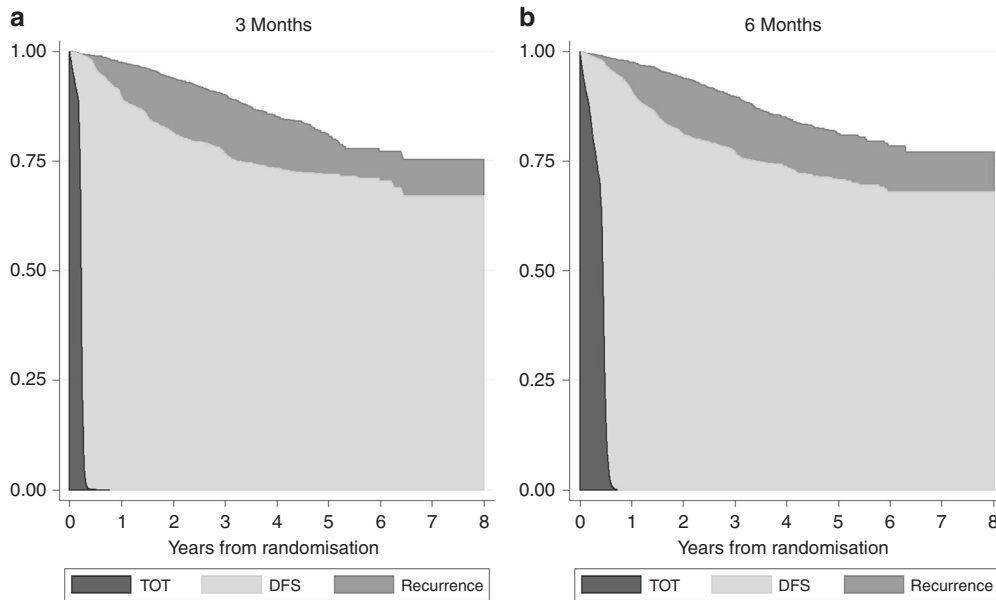 a
3 Months
1.00
0.75
0.50
0.25
0.00
0 1 2 3 4 5 6 7 8
Years from randomisation
TOT DFS Recurrence
b
6 Months
1.00
0.75
0.50
0.25
0.00
0 1 2 3 4 5 6 7 8
Years from randomisation
TOT DFS Recurrence